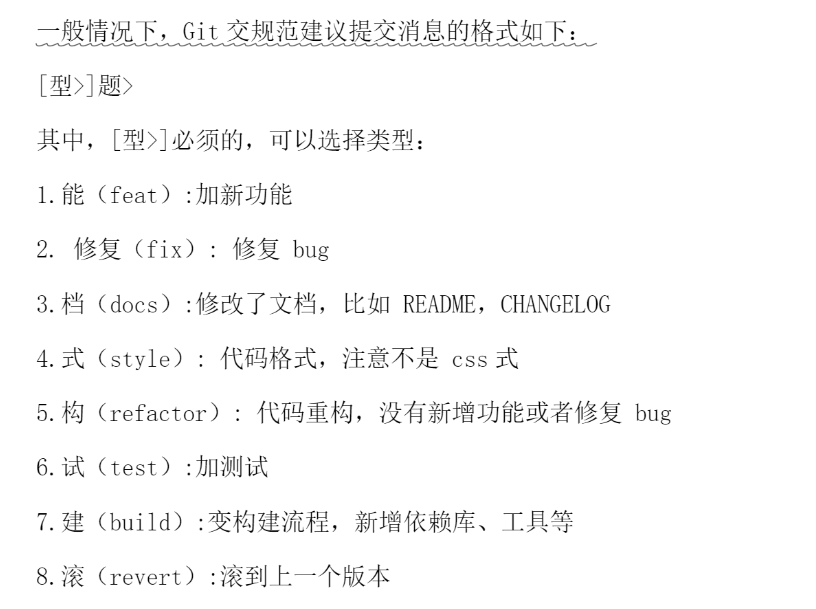 一般情况下，Git 交规范建议提交消息的格式如下：
[型>]题>
其中，[型>]必须的，可以选择类型：
1.能（feat）:加新功能
2. 修复（fix）: 修复 bug
3.档（docs）:修改了文档，比如 README，CHANGELOG
4.式（style）: 代码格式，注意不是 css 式
5.构（refactor）: 代码重构，没有新增功能或者修复 bug
6.试（test）:加测试
7.建（build）:变构建流程，新增依赖库、工具等
8.滚（revert）:滚到上一个版本